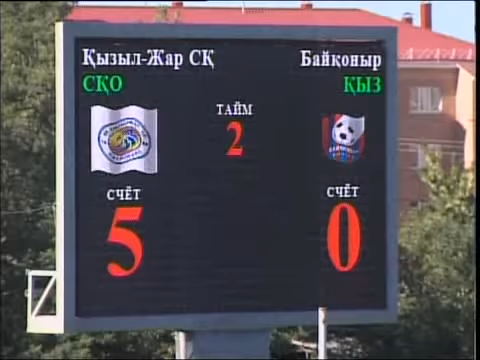 Қызыл-Жар СҚ Байқоныр
СҚО ҚЫЗ
ТАЙМ
2
СЧЁТ СЧЁТ
5 0